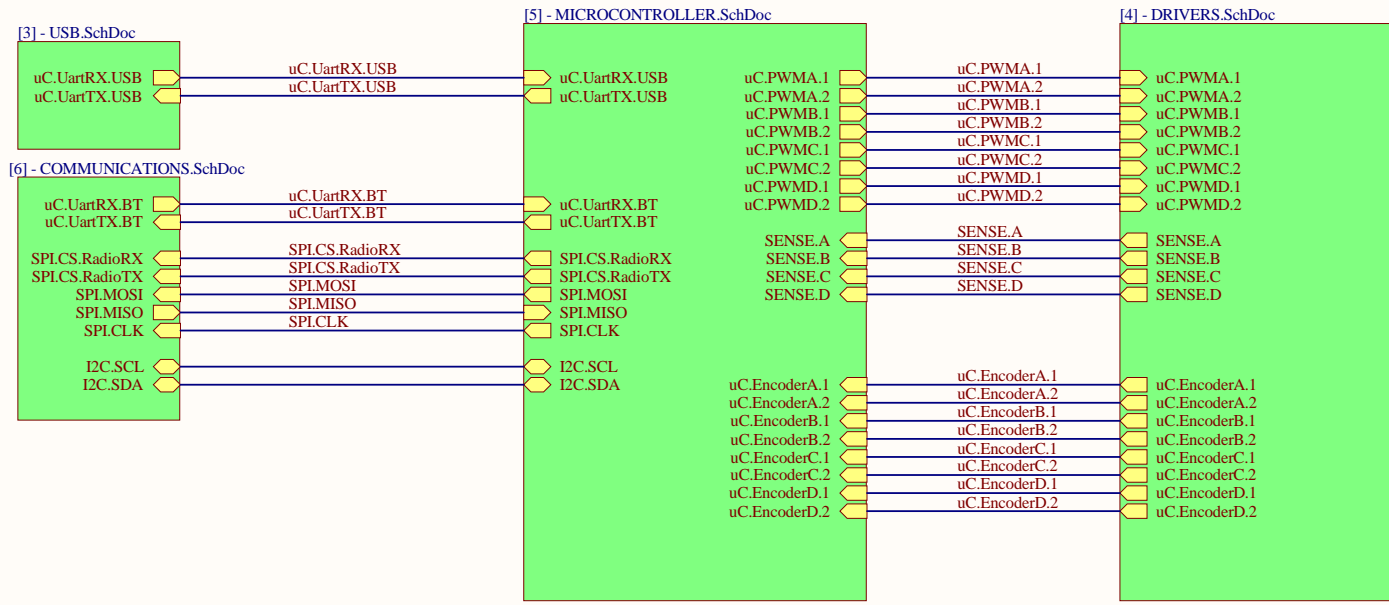 [3] - USB.SchDoc
uC.UartRX.USB
uC.UartTX.USB
uC.UartRX.USB
uC.UartTX.USB
[6] - COMMUNICATIONS.SchDoc
uC.UartRX.BT
uC.UartTX.BT
SPI.CS.RadioRX
SPI.CS.RadioTX
SPI.MOSI
SPI.MISO
SPI.CLK
I2C.SCL
I2C.SDA
uC.UartRX.BT
uC.UartTX.BT
SPI.CS.RadioRX
SPI.CS.RadioTX
SPI.MOSI
SPI.MISO
SPI.CLK
[5] - MICROCONTROLLER.SchDoc
uC.UartRX.USB
uC.UartTX.USB
uC.UartRX.BT
uC.UartTX.BT
SPI.CS.RadioRX
SPI.CS.RadioTX
SPI.MOSI
SPI.MISO
SPI.CLK
I2C.SCL
I2C.SDA
uC.PWMA.1
uC.PWMA.2
uC.PWMB.1
uC.PWMB.2
uC.PWMC.1
uC.PWMC.2
uC.PWMD.1
uC.PWMD.2
SENSE.A
SENSE.B
SENSE.C
SENSE.D
uC.EncoderA.1
uC.EncoderA.2
uC.EncoderB.1
uC.EncoderB.2
uC.EncoderC.1
uC.EncoderC.2
uC.EncoderD.1
uC.EncoderD.2
uC.PWMA.1
uC.PWMA.2
uC.PWMB.1
uC.PWMB.2
uC.PWMC.1
uC.PWMC.2
uC.PWMD.1
uC.PWMD.2
SENSE.A
SENSE.B
SENSE.C
SENSE.D
uC.EncoderA.1
uC.EncoderA.2
uC.EncoderB.1
uC.EncoderB.2
uC.EncoderC.1
uC.EncoderC.2
uC.EncoderD.1
uC.EncoderD.2
[4] - DRIVERS.SchDoc
uC.PWMA.1
uC.PWMA.2
uC.PWMB.1
uC.PWMB.2
uC.PWMC.1
uC.PWMC.2
uC.PWMD.1
uC.PWMD.2
SENSE.A
SENSE.B
SENSE.C
SENSE.D
uC.EncoderA.1
uC.EncoderA.2
uC.EncoderB.1
uC.EncoderB.2
uC.EncoderC.1
uC.EncoderC.2
uC.EncoderD.1
uC.EncoderD.2